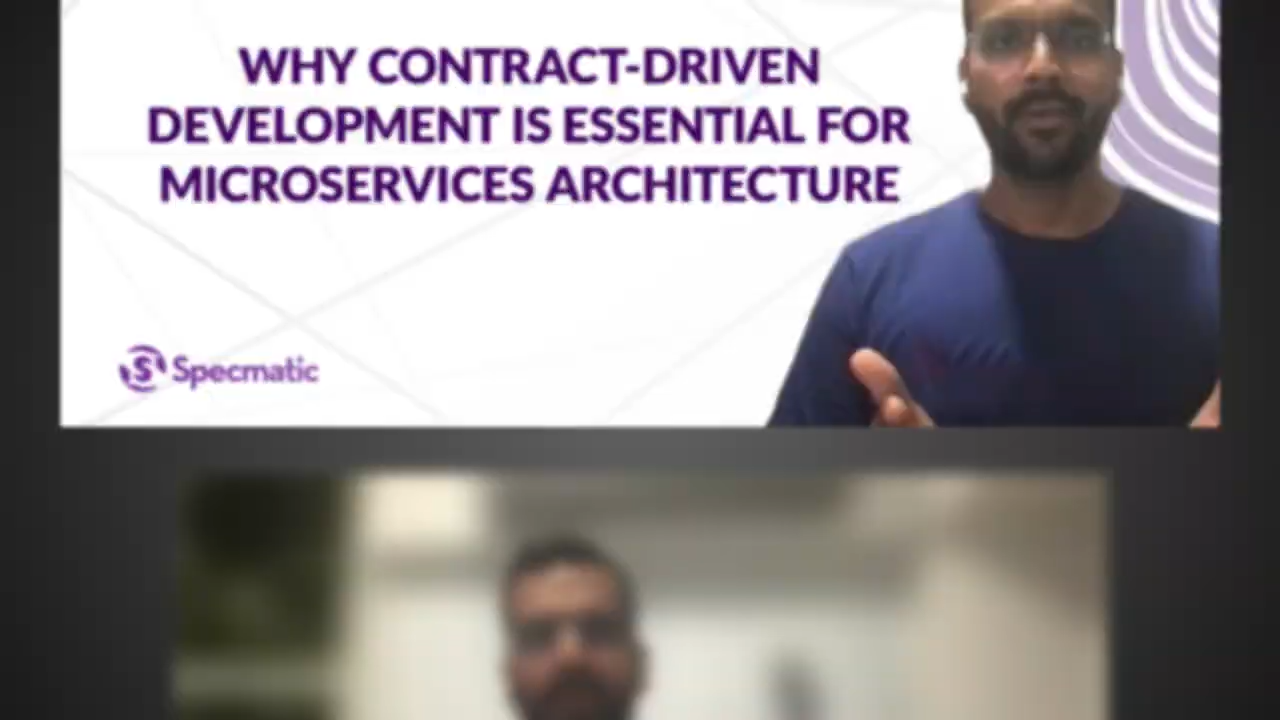 WHY CONTRACT-DRIVEN
DEVELOPMENT IS ESSENTIAL FOR
MICROSERVICES ARCHITECTURE
Specmatic